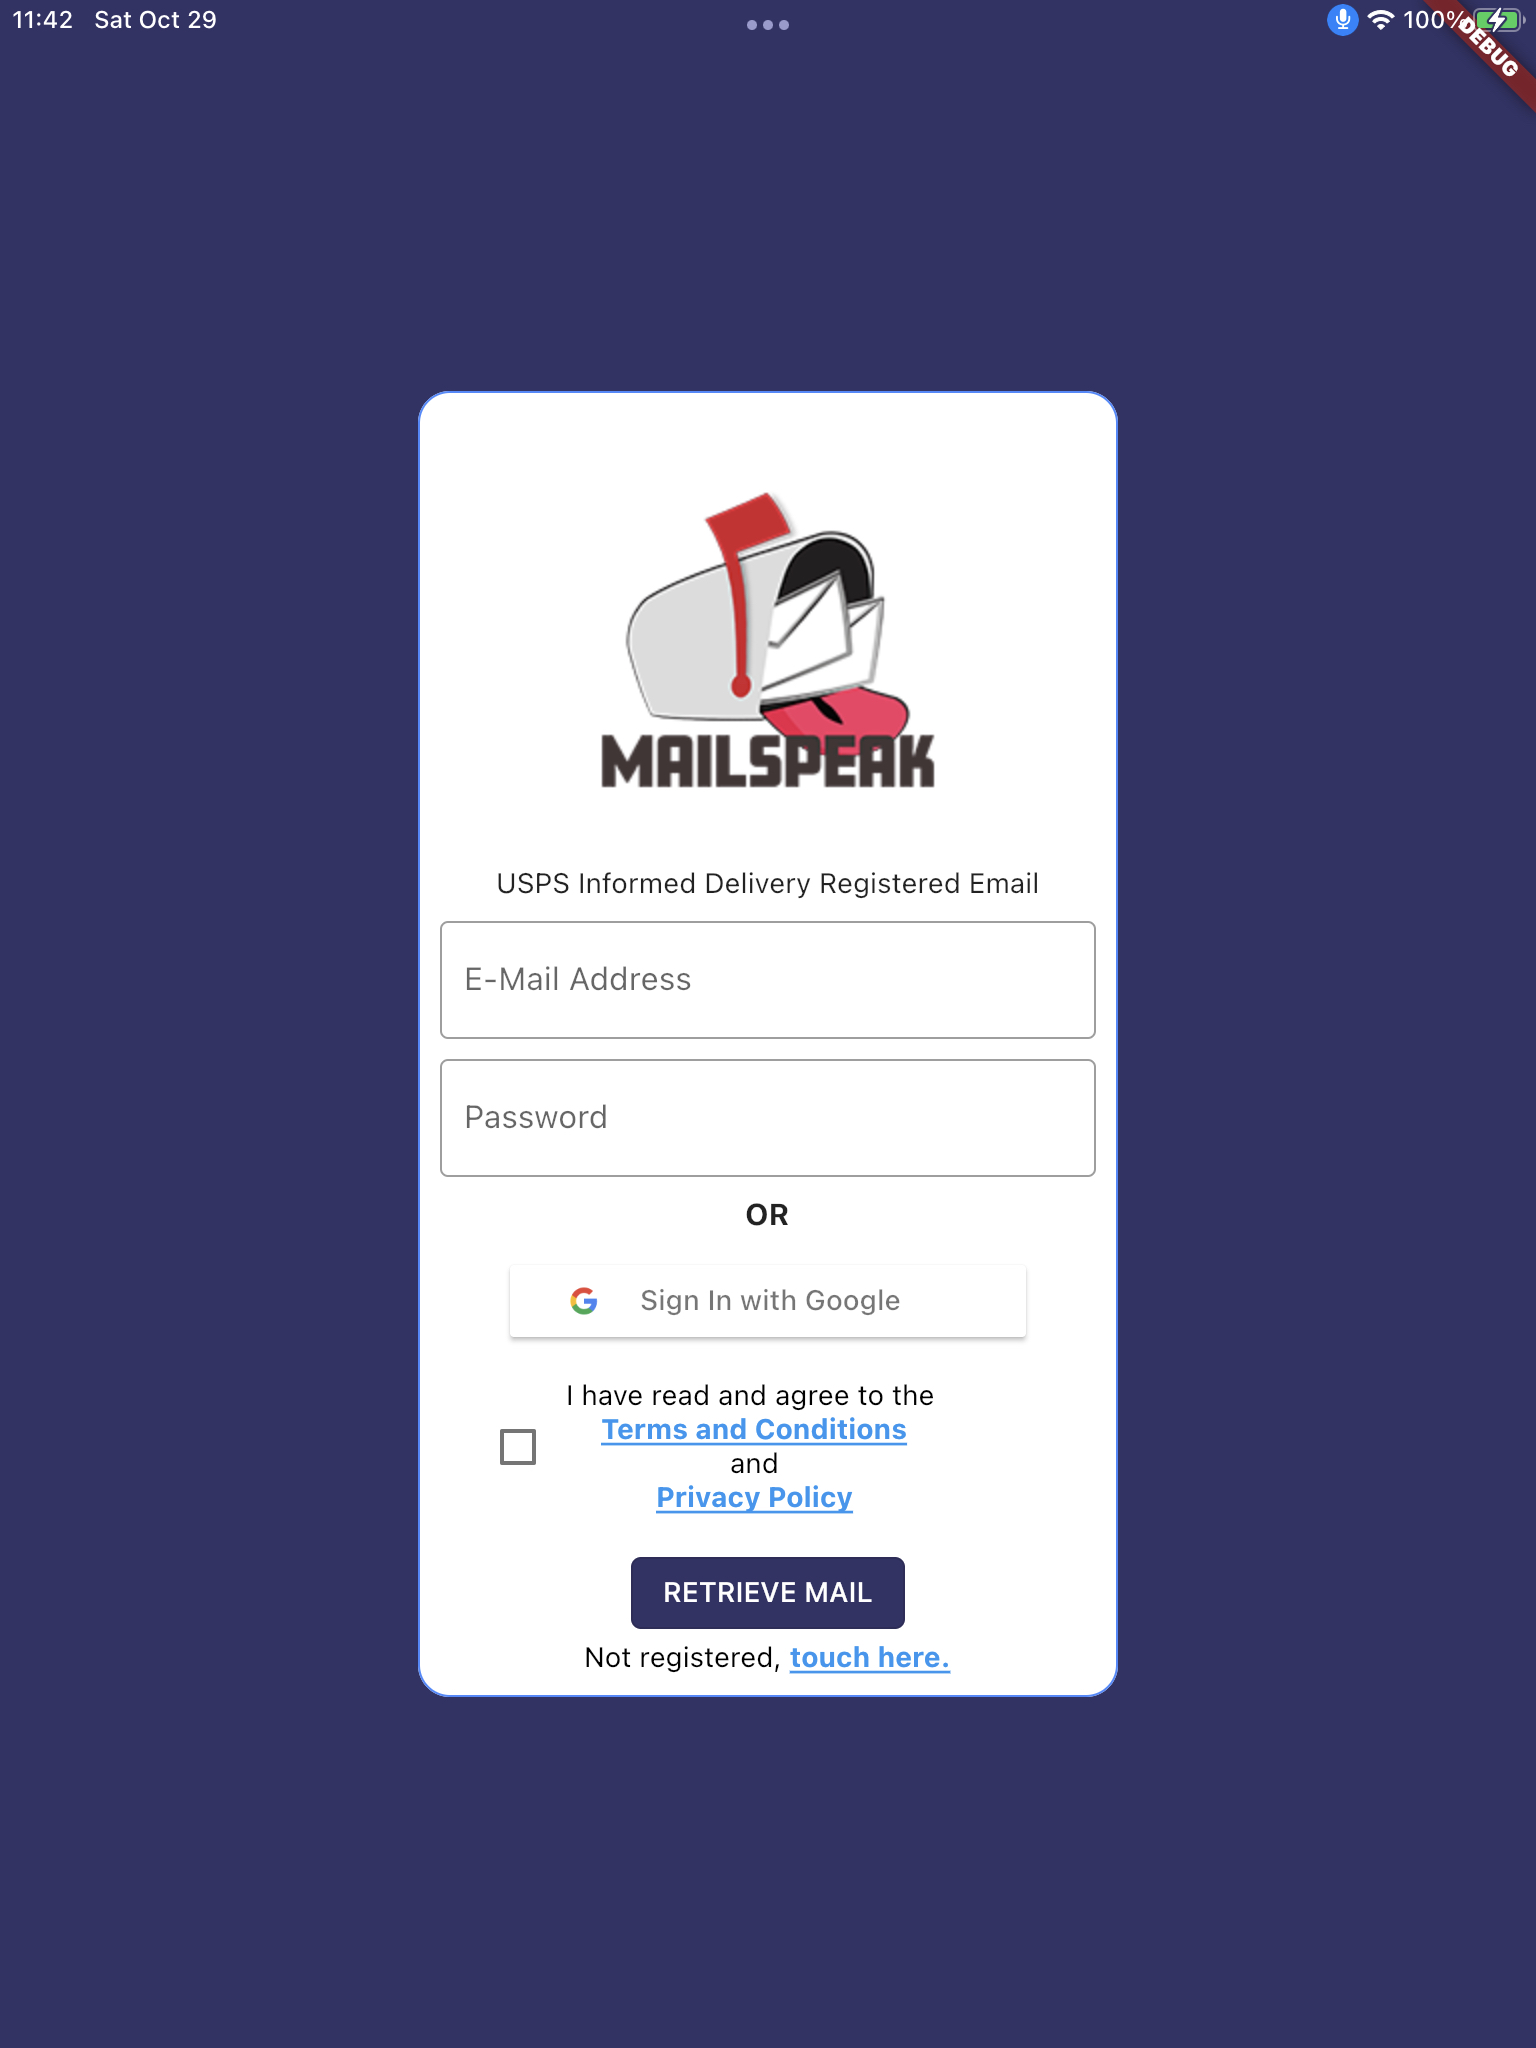 11:42 Sat Oct 29
100%
DEBUG
MAILSPEAK
USPS Informed Delivery Registered Email
E-Mail Address
Password
OR
Sign In with Google
I have read and agree to the
Terms and Conditions
and
Privacy Policy
RETRIEVE MAIL
Not registered, touch here.